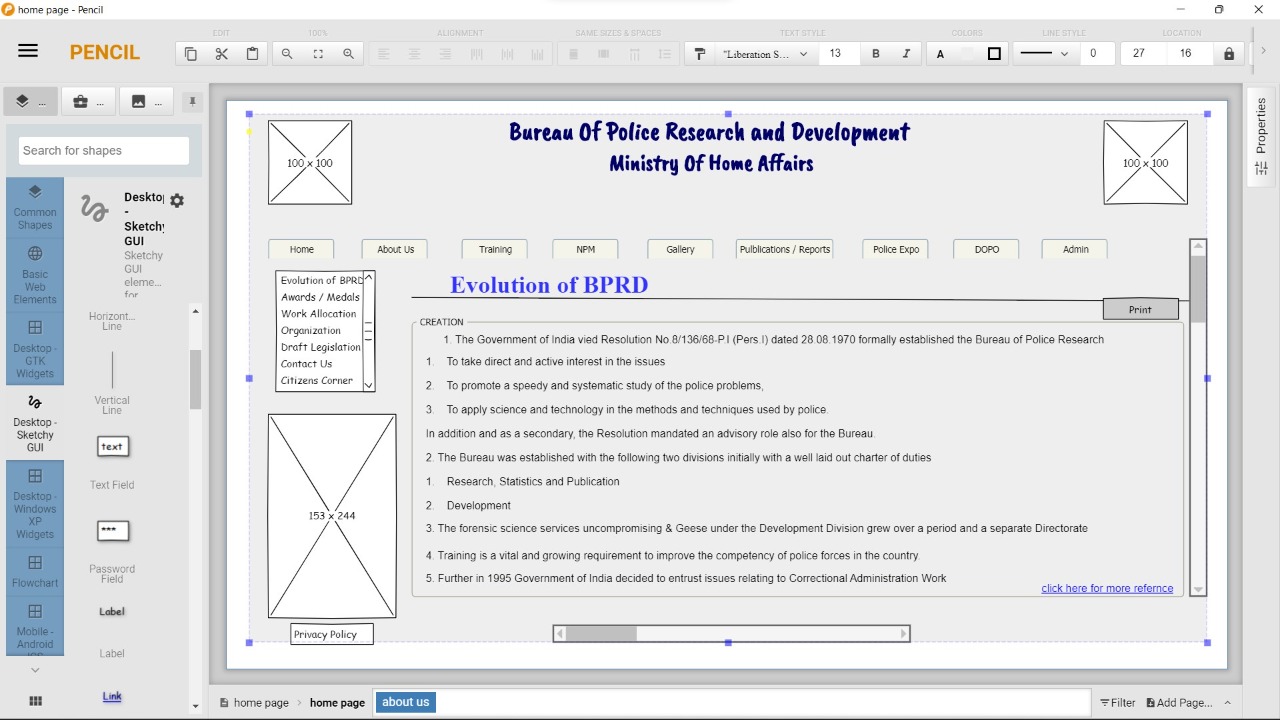 home page - Pencil
EDIT
100%
ALIGNMENT
SAME SIZES & SPACES
TEXT STYLE
COLORS
LINE STYLE
LOCATION
PENCIL
"Liberation S...
13
B
I
A
0
27
16
...
...
...
Search for shapes
Common
Shapes
Basic
Web
Elements
Desktop -
GTK
Widgets
Desktop -
Sketchy
GUI
Desktop -
Windows
XP
Widgets
Flowchart
Mobile -
Android
Desktop
-
Sketchy
GUI
Sketchy
GUI
eleme...
for
Horizont...
Line
Vertical
Line
text
Text Field
***
Password
Field
Label
Label
Link
100 x 100
Bureau Of Police Research and Development
Ministry Of Home Affairs
100 x 100
Home
About Us
Training
NPM
Gallery
Pulblications / Reports
Police Expo
DOPO
Admin
Evolution of BPRD
Awards / Medals
Work Allocation
Organization
Draft Legislation
Contact Us
Citizens Corner
153 x 244
Privacy Policy
Evolution of BPRD
Print
CREATION
1. The Government of India vied Resolution No.8/136/68-P.I (Pers.I) dated 28.08.1970 formally established the Bureau of Police Research
1. To take direct and active interest in the issues
2. To promote a speedy and systematic study of the police problems,
3. To apply science and technology in the methods and techniques used by police.
In addition and as a secondary, the Resolution mandated an advisory role also for the Bureau.
2. The Bureau was established with the following two divisions initially with a well laid out charter of duties
1. Research, Statistics and Publication
2. Development
3. The forensic science services uncompromising & Geese under the Development Division grew over a period and a separate Directorate
4. Training is a vital and growing requirement to improve the competency of police forces in the country.
5. Further in 1995 Government of India decided to entrust issues relating to Correctional Administration Work
click here for more refernce
Properties
home page
home page
about us
Filter
Add Page...